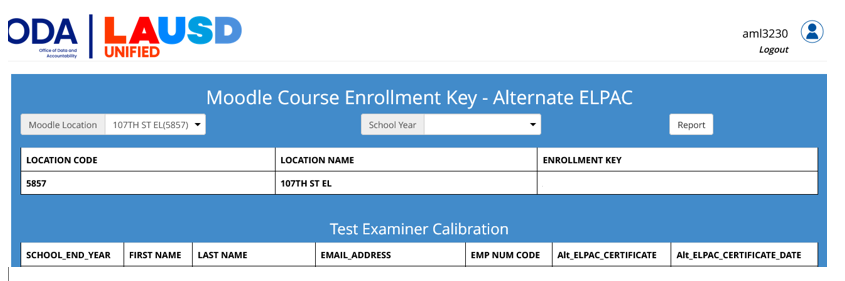 ODA LAUSD
Office of Data and
Accountability
UNIFIED
aml3230
Logout
Moodle Course Enrollment Key - Alternate ELPAC
Moodle Location 107TH ST EL(5857) School Year Report
LOCATION CODE LOCATION NAME ENROLLMENT KEY
5857 107TH ST EL
Test Examiner Calibration
SCHOOL_END_YEAR FIRST NAME LAST NAME EMAIL_ADDRESS EMP NUM CODE Alt_ELPAC_CERTIFICATE Alt_ELPAC_CERTIFICATE_DATE